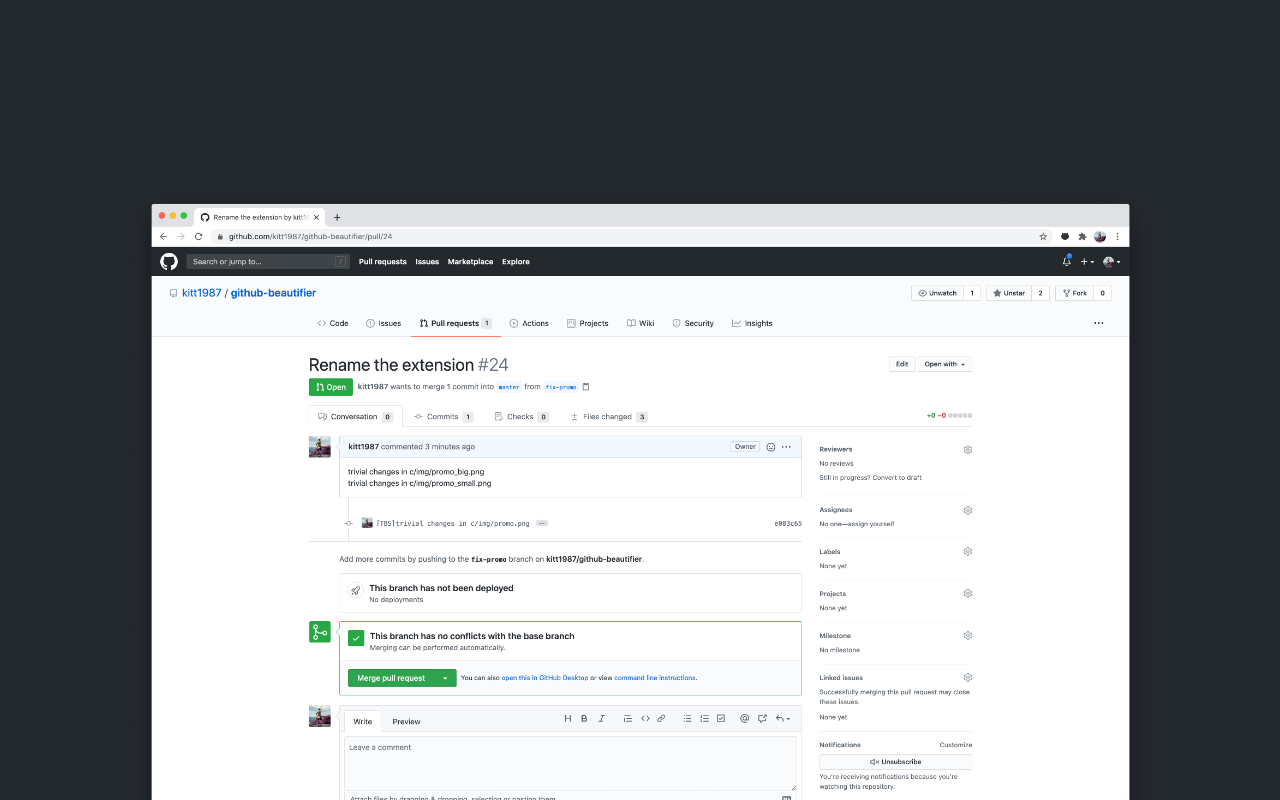 Rename the extension by kitt19
github.com/kitt1987/github-beautifier/pull/24
Search or jump to... /
Pull requests Issues Marketplace Explore
kitt1987 / github-beautifier
Unwatch 1 Unstar 2 Fork 0
Code Issues Pull requests 1 Actions Projects Wiki Security Insights
Rename the extension #24
Edit Open with
Open kitt1987 wants to merge 1 commit into master from fix-promo
Conversation 0 Commits 1 Checks 0 Files changed 3
+0 -0
kitt1987 commented 3 minutes ago
Owner
trivial changes in c/img/promo_big.png
trivial changes in c/img/promo_small.png
[TBS]trivial changes in c/img/promo.png
e083c65
Add more commits by pushing to the fix-promo branch on kitt1987/github-beautifier.
This branch has not been deployed
No deployments
This branch has no conflicts with the base branch
Merging can be performed automatically.
Merge pull request
You can also open this in GitHub Desktop or view command line instructions.
Write Preview
Leave a comment
Attach files by dragging & dropping, selecting or pasting them.
Reviewers
No reviews
Still in progress? Convert to draft
Assignees
No one—assign yourself
Labels
None yet
Projects
None yet
Milestone
No milestone
Linked issues
Successfully merging this pull request may close
these issues.
None yet
Notifications Customize
Unsubscribe
You're receiving notifications because you're
watching this repository.